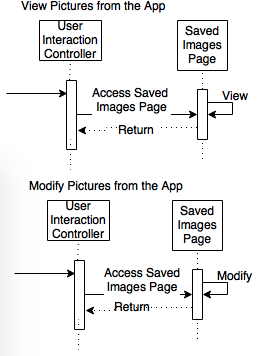 View Pictures from the App
User
Interaction
Controller
Saved
Images
Page
View
Access Saved
Images Page
Return
Modify Pictures from the App
User
Interaction
Controller
Saved
Images
Page
Access Saved
Images Page
Modify
Return